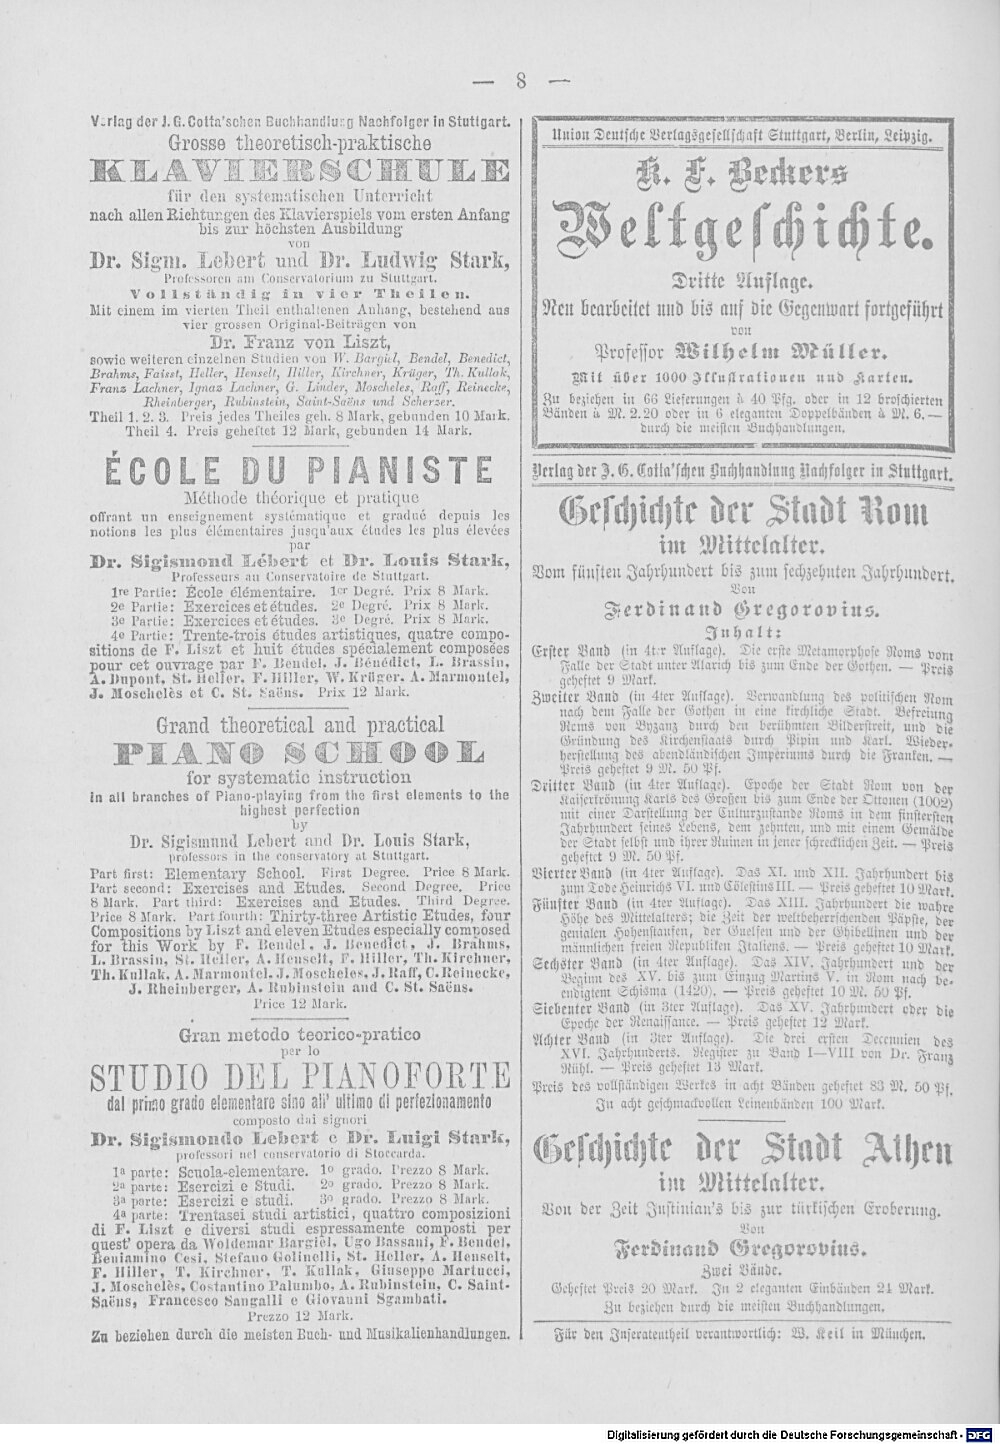 — 8 —
Verlag der J. G. Cotta'schen Buchhandlung Nachfolger in Stuttgart.
Grosse theoretisch-praktische
KLAVIERSCHULE
für den systematischen Unterricht
nach allen Richtungen des Klavierspiels vom ersten Anfang
bis zur höchsten Ausbildung
von
Dr. Sigm. Lebert und Dr. Ludwig Stark,
Professoren am Conservatorium zu Stuttgart.
Vollständig in vier Theilen.
Mit einem im vierten Theil enthaltenen Anhang, bestehend aus
vier grossen Original-Beiträgen von
Dr. Franz von Liszt,
sowie weiteren einzelnen Studien von W. Bargiel, Bendel, Benedict,
Brahms, Faisst, Heller, Henselt, Hiller, Kirchner, Krüger, Th. Kullak,
Franz Lachner, Ignaz Lachner, G. Linder, Moscheles, Raff, Reinecke,
Rheinberger, Rubinstein, Saint-Saëns und Scherzer.
Theil 1. 2. 3. Preis jedes Theiles geh. 8 Mark, gebunden 10 Mark.
Theil 4. Preis geheftet 12 Mark, gebunden 14 Mark.
ÉCOLE DU PIANISTE
Méthode théorique et pratique
offrant un enseignement systématique et gradué depuis les
notions les plus élémentaires jusqu'aux études les plus élevées
par
Dr. Sigismond Lébert et Dr. Louis Stark,
Professeurs au Conservatoire de Stuttgart.
1re Partie: École élémentaire. 1er Degré. Prix 8 Mark.
2e Partie: Exercices et études. 2e Degré. Prix 8 Mark.
3e Partie: Exercices et études. 3e Degré. Prix 8 Mark.
4e Partie: Trente-trois études artistiques, quatre compo-
sitions de F. Liszt et huit études spécialement composées
pour cet ouvrage par F. Bendel, J. Bénédict, L. Brassin,
A. Dupont, St. Heller, F. Hiller, W. Krüger, A. Marmontel,
J. Moschelès et C. St. Saëns. Prix 12 Mark.
Grand theoretical and practical
PIANO SCHOOL
for systematic instruction
in all branches of Piano-playing from the first elements to the
highest perfection
by
Dr. Sigismund Lebert and Dr. Louis Stark,
professors in the conservatory at Stuttgart.
Part first: Elementary School. First Degree. Price 8 Mark.
Part second: Exercises and Etudes. Second Degree. Price
8 Mark. Part third: Exercises and Etudes. Third Degree.
Price 8 Mark. Part fourth: Thirty-three Artistic Etudes, four
Compositions by Liszt and eleven Etudes especially composed
for this Work by F. Bendel, J. Benedict, J. Brahms,
L. Brassin, St. Heller, A. Henselt, F. Hiller, Th. Kirchner,
Th. Kullak, A. Marmontel, J. Moscheles, J. Raff, C. Reinecke,
J. Rheinberger, A. Rubinstein and C. St. Saëns.
Price 12 Mark.
Gran metodo teorico-pratico
per lo
STUDIO DEL PIANOFORTE
dal primo grado elementare sino all' ultimo di perfezionamento
composto dai signori
Dr. Sigismondo Lebert e Dr. Luigi Stark,
professori nel conservatorio di Stoccarda.
1a parte: Scuola-elementare. 1o grado. Prezzo 8 Mark.
2a parte: Esercizi e Studi. 2o grado. Prezzo 8 Mark.
3a parte: Esercizi e studi. 3o grado. Prezzo 8 Mark.
4a parte: Trentasei studi artistici, quattro composizioni
di F. Liszt e diversi studi espressamente composti per
quest' opera da Woldemar Bargiel, Ugo Bassani, F. Bendel,
Beniamino Cesi, Stefano Golinelli, St. Heller, A. Henselt,
F. Hiller, T. Kirchner, T. Kullak, Giuseppe Martucci,
J. Moschelès, Costantino Palumbo, A. Rubinstein, C. Saint-
Saëns, Francesco Sangalli e Giovanni Sgambati.
Prezzo 12 Mark.
Zu beziehen durch die meisten Buch- und Musikalienhandlungen.
Union Deutsche Verlagsgesellschaft Stuttgart, Berlin, Leipzig.
K. F. Beckers
Weltgeschichte.
Dritte Auflage.
Neu bearbeitet und bis auf die Gegenwart fortgeführt
von
Professor Wilhelm Müller.
Mit über 1000 Illustrationen und Karten.
Zu beziehen in 66 Lieferungen à 40 Pfg. oder in 12 broschierten
Bänden à M. 2.20 oder in 6 eleganten Doppelbänden à M. 6.—
durch die meisten Buchhandlungen.
Verlag der J. G. Cotta'schen Buchhandlung Nachfolger in Stuttgart.
Geschichte der Stadt Rom
im Mittelalter.
Vom fünften Jahrhundert bis zum sechzehnten Jahrhundert.
Von
Ferdinand Gregorovius.
Inhalt:
Erster Band (in 4ter Auflage). Die erste Metamorphose Roms vom
Falle der Stadt unter Alarich bis zum Ende der Gothen. — Preis
geheftet 9 Mark.
Zweiter Band (in 4ter Auflage). Verwandlung des politischen Rom
nach dem Falle der Gothen in eine kirchliche Stadt. Befreiung
Roms von Byzanz durch den berühmten Bilderstreit, und die
Gründung des Kirchenstaats durch Pipin und Karl. Wieder-
herstellung des abendländischen Imperiums durch die Franken. —
Preis geheftet 9 M. 50 Pf.
Dritter Band (in 4ter Auflage). Epoche der Stadt Rom von der
Kaiserkrönung Karls des Großen bis zum Ende der Ottonen (1002)
mit einer Darstellung der Culturzustande Roms in dem finstersten
Jahrhundert seines Lebens, dem zehnten, und mit einem Gemälde
der Stadt selbst und ihrer Ruinen in jener schrecklichen Zeit. — Preis
geheftet 9 M. 50 Pf.
Vierter Band (in 4ter Auflage). Das XI. und XII. Jahrhundert bis
zum Tode Heinrichs VI. und Cölestins III. — Preis geheftet 10 Mark.
Fünfter Band (in 4ter Auflage). Das XIII. Jahrhundert die wahre
Höhe des Mittelalters; die Zeit der weltbeherrschenden Päpste, der
genialen Hohenstaufen, der Guelfen und der Ghibellinen und der
männlichen freien Republiken Italiens. — Preis geheftet 10 Mark.
Sechster Band (in 4ter Auflage). Das XIV. Jahrhundert und der
Beginn des XV. bis zum Einzug Martins V. in Rom nach be-
endigtem Schisma (1420). — Preis geheftet 10 M. 50 Pf.
Siebenter Band (in 3ter Auflage). Das XV. Jahrhundert oder die
Epoche der Renaissance. — Preis geheftet 12 Mark.
Achter Band (in 3ter Auflage). Die drei ersten Decennien des
XVI. Jahrhunderts. Register zu Band I—VIII von Dr. Franz
Rühl. — Preis geheftet 13 Mark.
Preis des vollständigen Werkes in acht Bänden geheftet 83 M. 50 Pf.
In acht geschmackvollen Leinenbänden 100 Mark.
Geschichte der Stadt Athen
im Mittelalter.
Von der Zeit Justinian's bis zur türkischen Eroberung.
Von
Ferdinand Gregorovius.
Zwei Bände.
Geheftet Preis 20 Mark. In 2 eleganten Einbänden 24 Mark.
Zu beziehen durch die meisten Buchhandlungen.
Für den Inseratentheil verantwortlich: W. Keil in München.
Digitalisierung gefördert durch die Deutsche Forschungsgemeinschaft - DFG